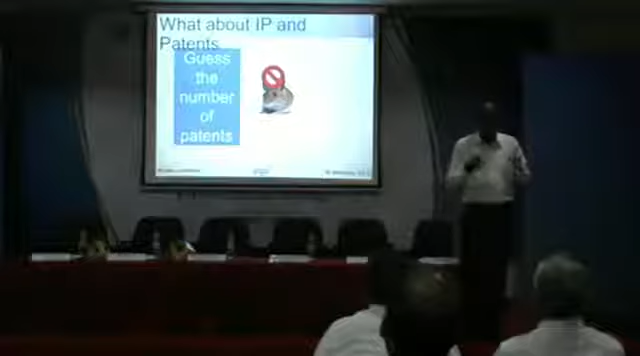 What about IP and
Patents
Guess
the
number
of
patents